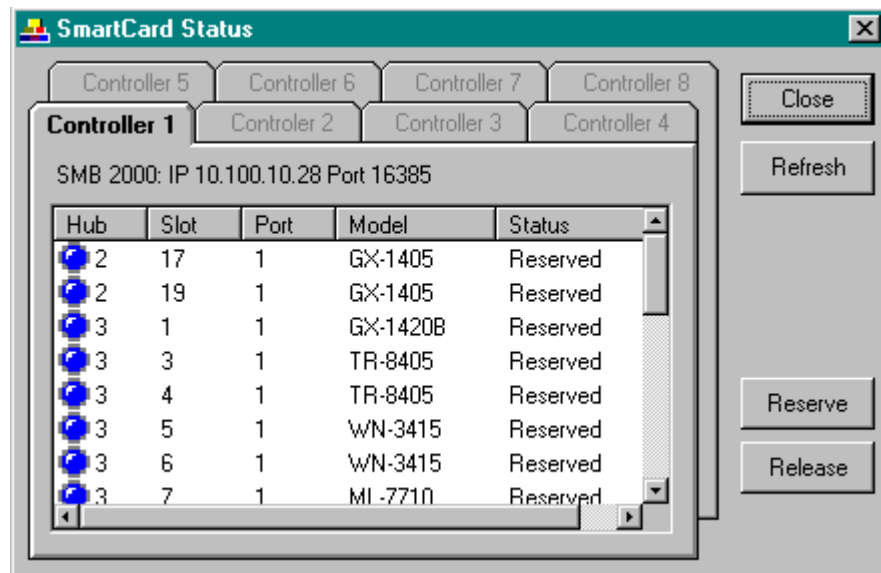 SmartCard Status
Controller 5 Controller 6 Controller 7 Controller 8
Controller 1 Controler 2 Controller 3 Controller 4
SMB 2000: IP 10.100.10.28 Port 16385
Hub Slot Port Model Status
2 17 1 GX-1405 Reserved
2 19 1 GX-1405 Reserved
3 1 1 GX-1420B Reserved
3 3 1 TR-8405 Reserved
3 4 1 TR-8405 Reserved
3 5 1 WN-3415 Reserved
3 6 1 WN-3415 Reserved
3 7 1 ML-7710 Reserved
Close
Refresh
Reserve
Release